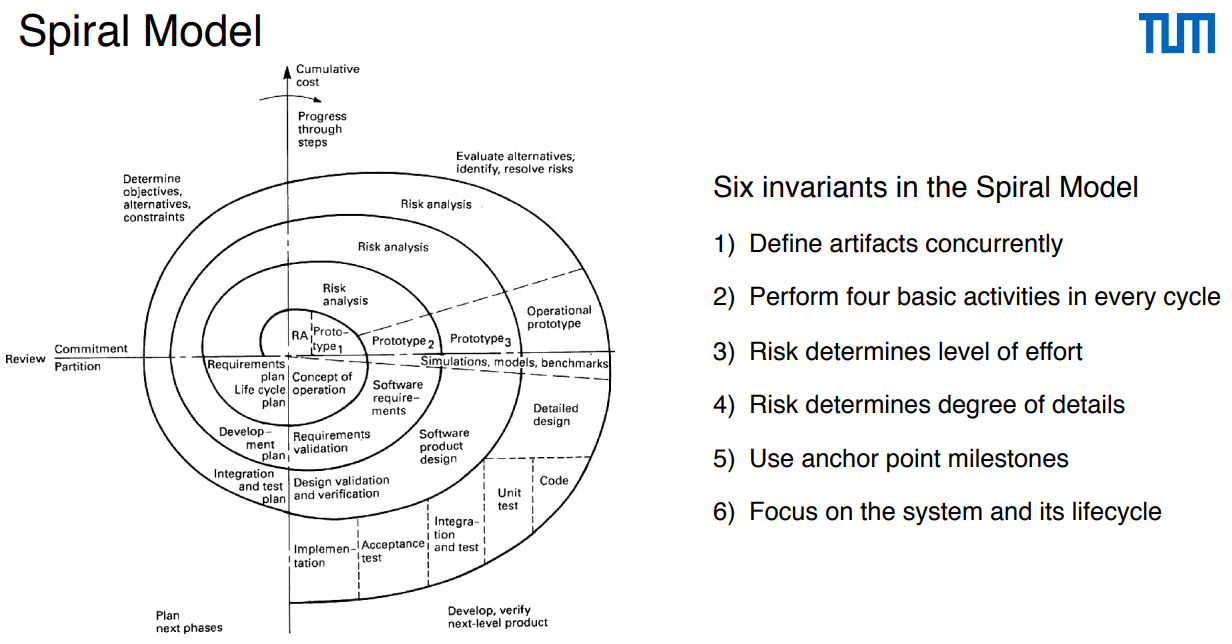 Spiral Model
TUM
Cumulative
cost
Progress
through
steps
Evaluate alternatives;
identify, resolve risks
Determine
objectives,
alternatives,
constraints
Risk analysis
Risk analysis
Risk
analysis
Operational
prototype
RA
Proto-
type1
Prototype2
Prototype3
Review
Commitment
Partition
Simulations, models, benchmarks
Requirements
plan
Life cycle
plan
Concept of
operation
Software
require-
ments
Detailed
design
Develop-
ment
plan
Requirements
validation
Software
product
design
Integration
and test
plan
Design validation
and verification
Code
Unit
test
Integra-
tion
and test
Acceptance
test
Implemen-
tation
Plan
next phases
Develop, verify
next-level product
Six invariants in the Spiral Model
1) Define artifacts concurrently
2) Perform four basic activities in every cycle
3) Risk determines level of effort
4) Risk determines degree of details
5) Use anchor point milestones
6) Focus on the system and its lifecycle